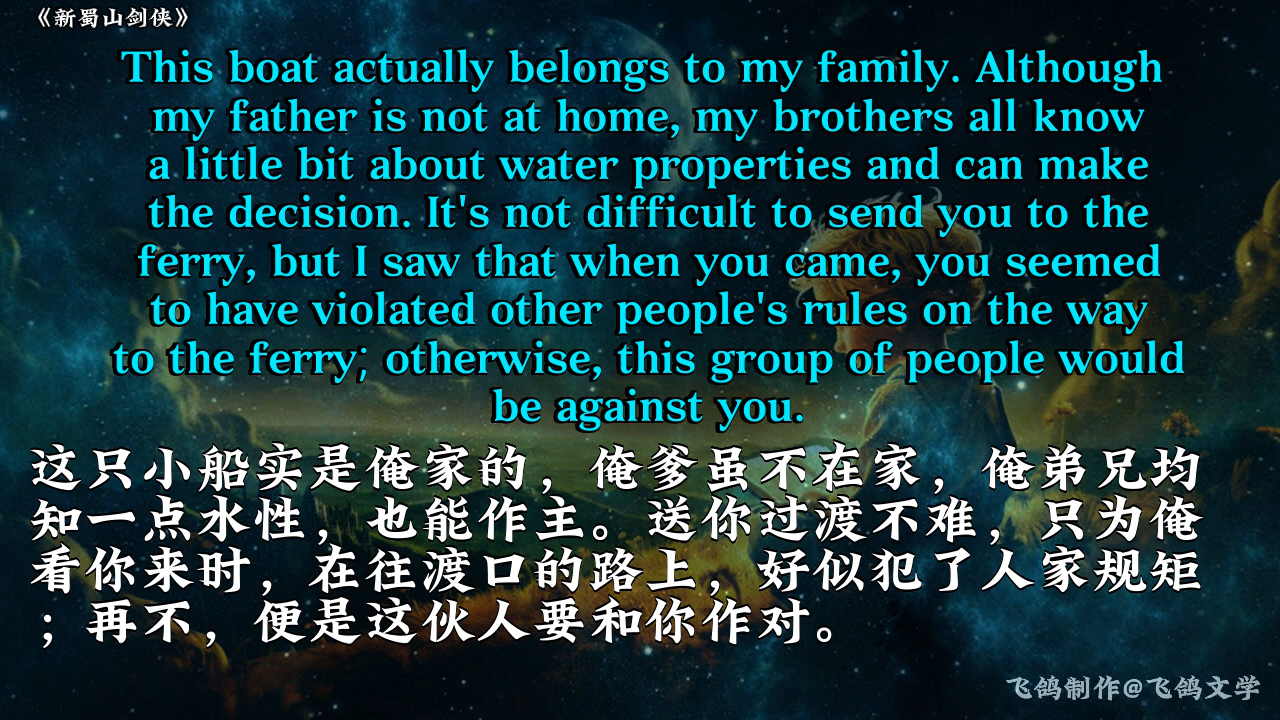 《新蜀山剑侠》
This boat actually belongs to my family. Although
my father is not at home, my brothers all know
a little bit about water properties and can make
the decision. It's not difficult to send you to the
ferry, but I saw that when you came, you seemed
to have violated other people's rules on the way
to the ferry; otherwise, this group of people would
be against you.
这只小船实是俺家的，俺爹虽不在家，俺弟兄均
知一点水性，也能作主。送你过渡不难，只为俺
看你来时，在往渡口的路上，好似犯了人家规矩
；再不，便是这伙人要和你作对。
飞鸽制作@飞鸽文学